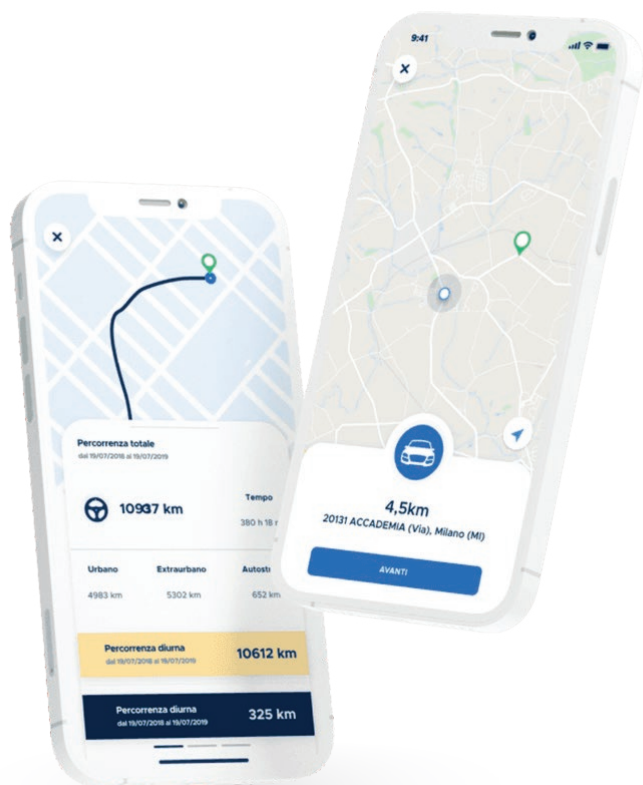 Percorrenza totale
dal 19/07/2018 al 19/07/2019
10937 km
Tempo
380 h 18
Urbano
Extraurbano
4983 km
5302 km
652 km
Percorrenza diurna
dal 19/07/2018 al 19/07/2019
10612 km
Percorrenza diurna
dal 19/07/2018 al 19/07/2019
325 km
9:41
4,5km
20131 ACCADEMIA (Via), Milano (MI)
AVANTI